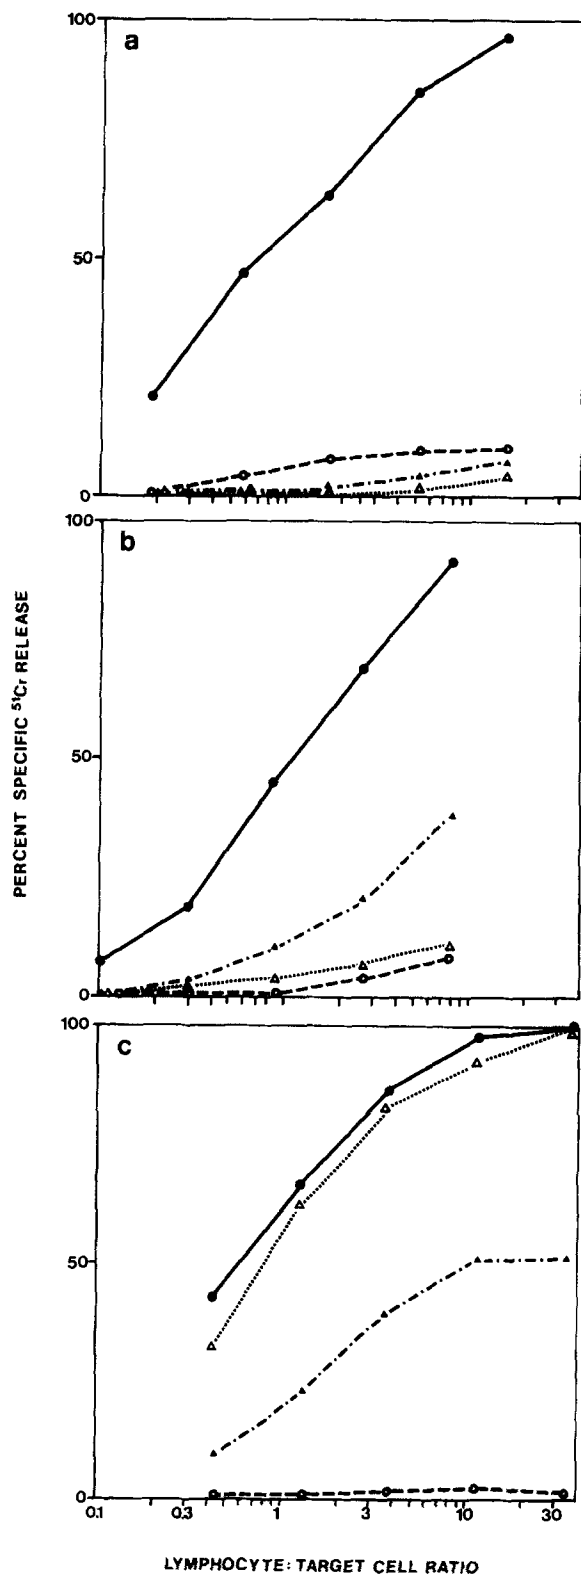 100
a
50
0
100
b
50
0
PERCENT SPECIFIC ⁵¹Cr RELEASE
100
c
50
0
0.1 0.3 1 3 10 30
LYMPHOCYTE: TARGET CELL RATIO